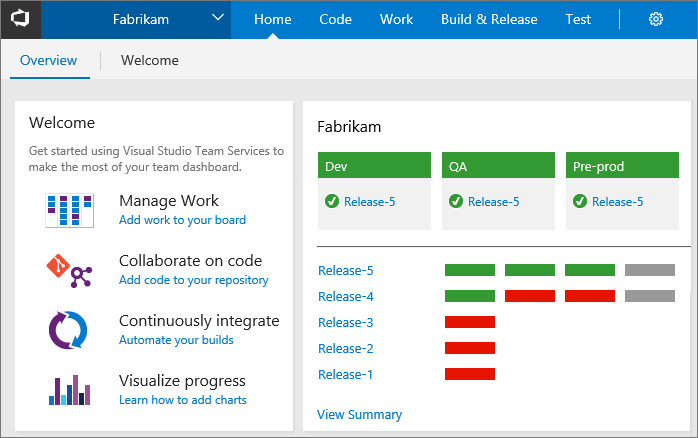 Fabrikam Home Code Work Build & Release Test
Overview Welcome
Welcome
Get started using Visual Studio Team Services to
make the most of your team dashboard.
Manage Work
Add work to your board
Collaborate on code
Add code to your repository
Continuously integrate
Automate your builds
Visualize progress
Learn how to add charts
Fabrikam
Dev QA Pre-prod
Release-5 Release-5 Release-5
Release-5
Release-4
Release-3
Release-2
Release-1
View Summary